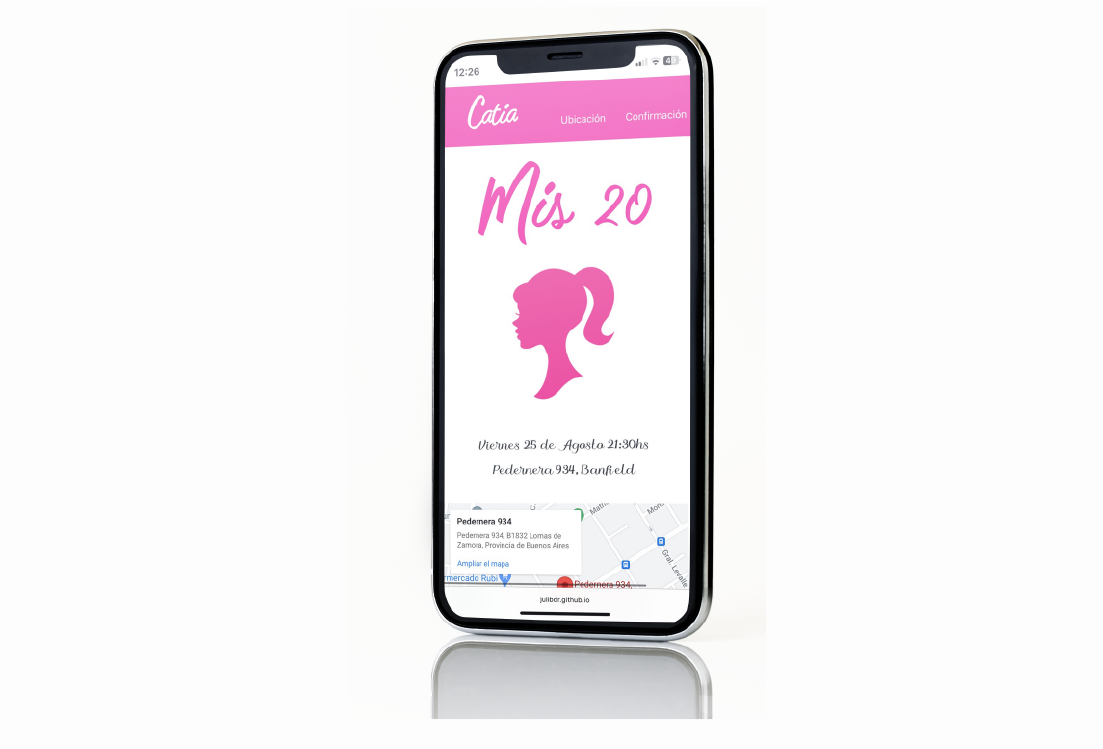 12:26
49
Catia
Ubicación
Confirmación
Mis 20
Viernes 25 de Agosto 21:30hs
Pedernera 934, Banfield
Pedernera 934
Pedernera 934, B1832 Lomas de
Zamora, Provincia de Buenos Aires
Ampliar el mapa
Gral. Levalle
mercado Rubi
Pedernera 934,
julibdr.github.io